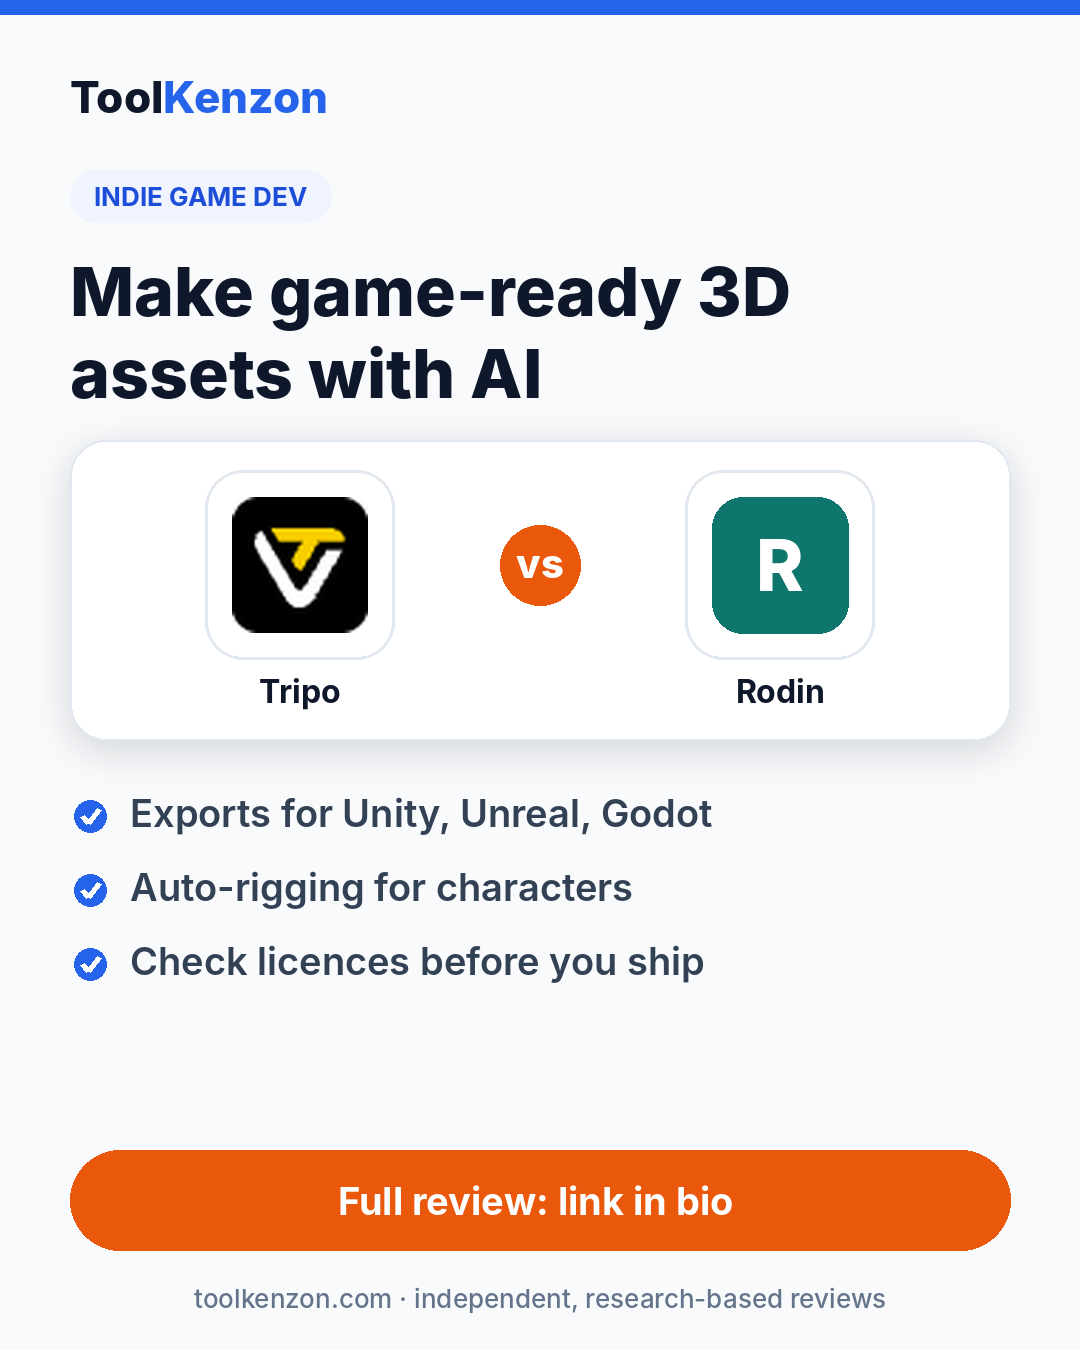 ToolKenzon
INDIE GAME DEV
Make game-ready 3D
assets with AI
vs
R
Tripo
Rodin
Exports for Unity, Unreal, Godot
Auto-rigging for characters
Check licences before you ship
Full review: link in bio
toolkenzon.com · independent, research-based reviews